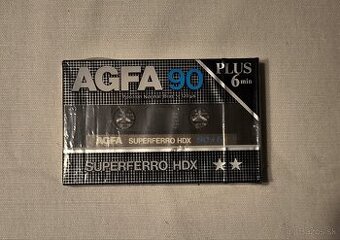 AGFA 90
PLUS
6 min
AGFA SUPERFERRO HDX
SUPERFERRO HDX